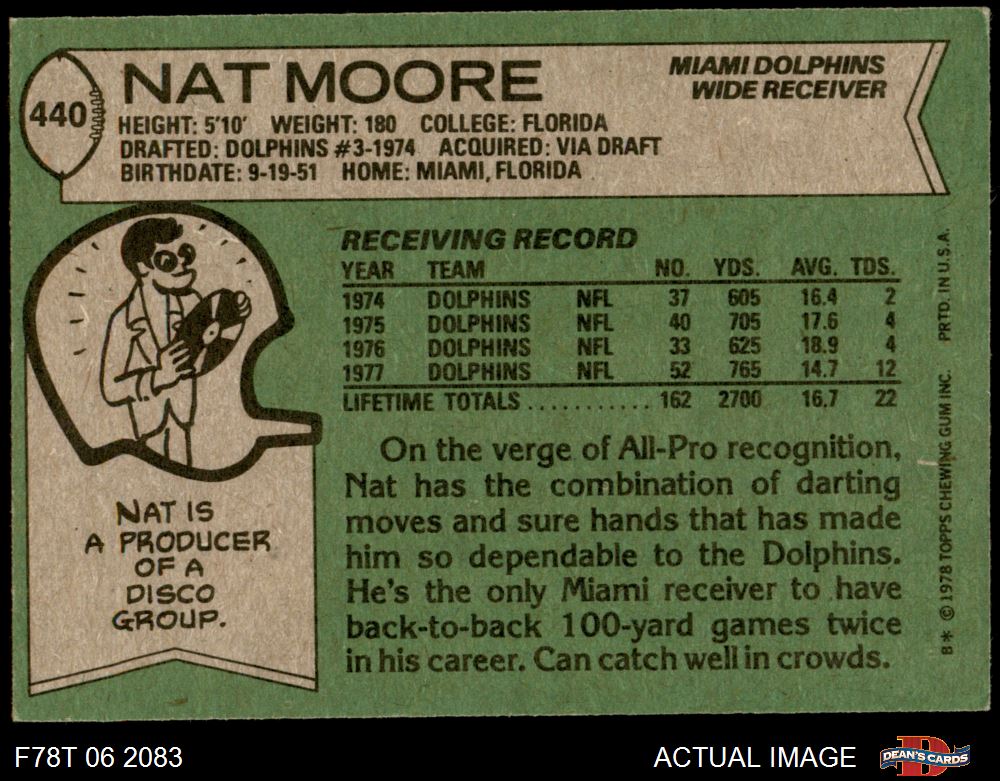 440
NAT MOORE
MIAMI DOLPHINS
WIDE RECEIVER
HEIGHT: 5'10' WEIGHT: 180 COLLEGE: FLORIDA
DRAFTED: DOLPHINS #3-1974 ACQUIRED: VIA DRAFT
BIRTHDATE: 9-19-51 HOME: MIAMI, FLORIDA
RECEIVING RECORD
YEAR TEAM NO. YDS. AVG. TDS.
1974 DOLPHINS NFL 37 605 16.4 2
1975 DOLPHINS NFL 40 705 17.6 4
1976 DOLPHINS NFL 33 625 18.9 4
1977 DOLPHINS NFL 52 765 14.7 12
LIFETIME TOTALS ........... 162 2700 16.7 22
On the verge of All-Pro recognition,
Nat has the combination of darting
moves and sure hands that has made
him so dependable to the Dolphins.
He's the only Miami receiver to have
back-to-back 100-yard games twice
in his career. Can catch well in crowds.
NAT IS
A PRODUCER
OF A
DISCO
GROUP.
B* © 1978 TOPPS CHEWING GUM INC. PRTD. IN U.S.A.
F78T 06 2083
ACTUAL IMAGE
DEAN'S CARDS